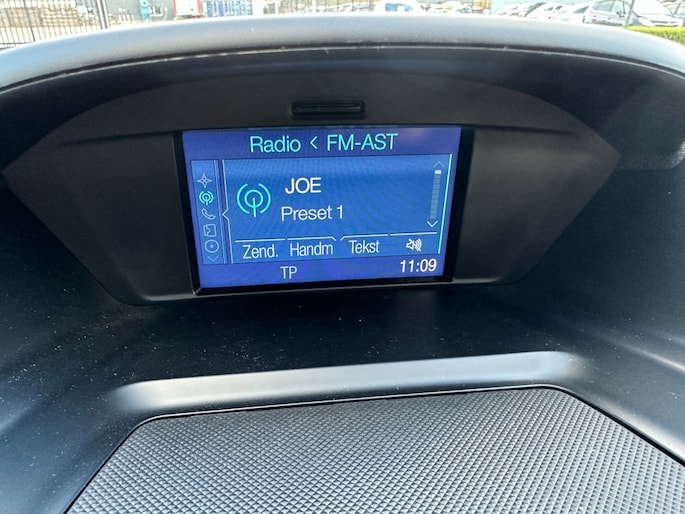 Radio < FM-AST
JOE
Preset 1
Zend. Handm Tekst
TP 11:09